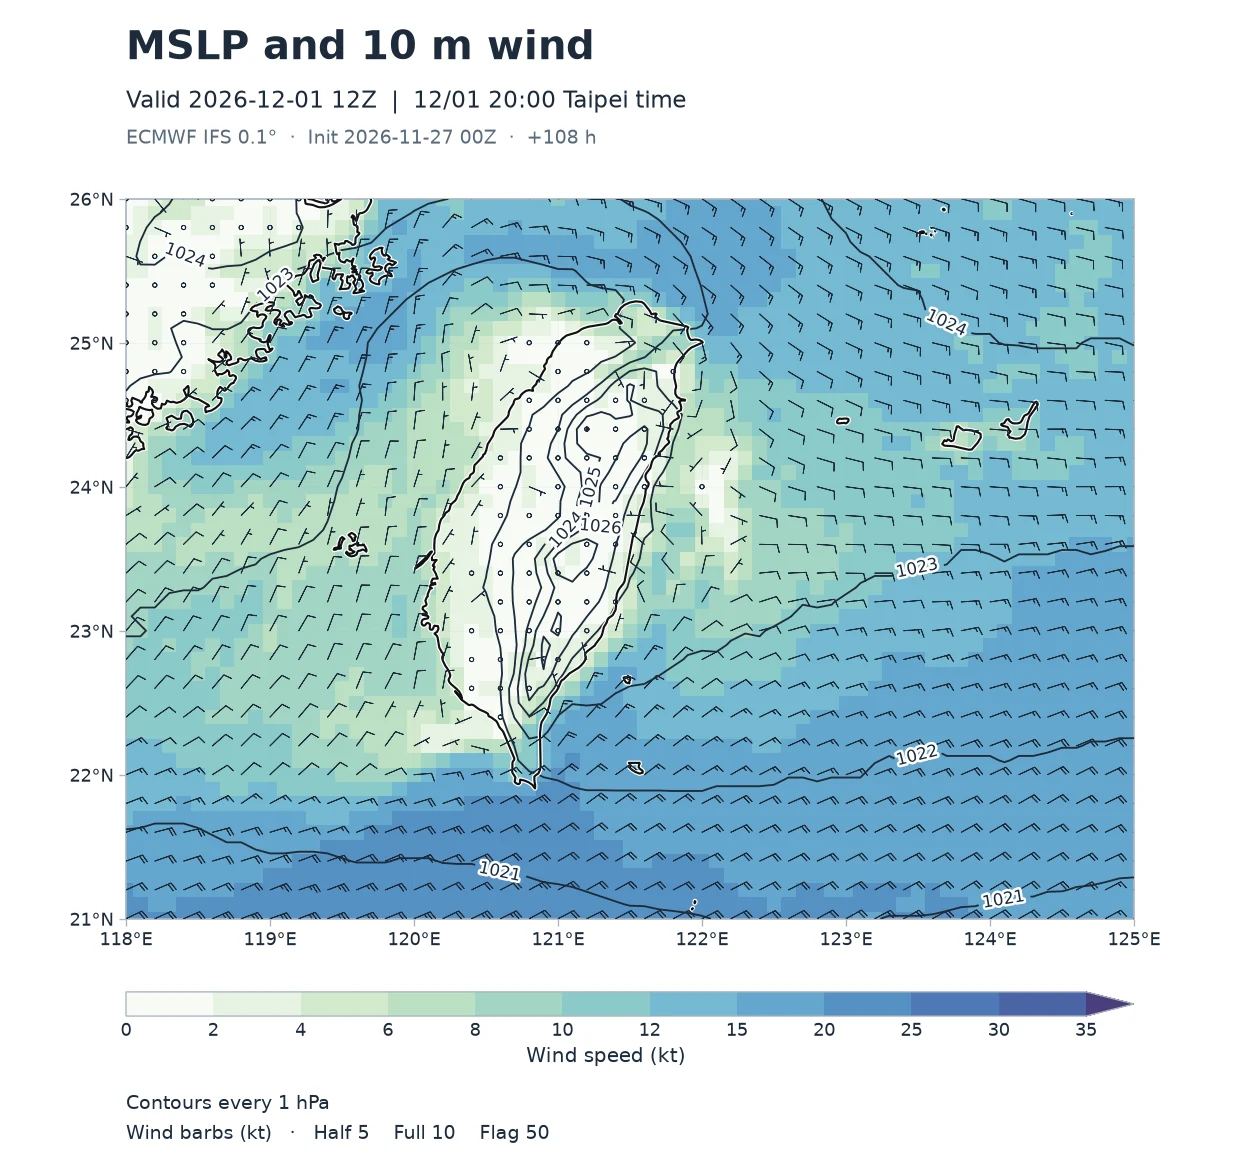 MSLP and 10 m wind
Valid 2026-12-01 12Z | 12/01 20:00 Taipei time
ECMWF IFS 0.1° · Init 2026-11-27 00Z · +108 h
26°N
1024
1023
1024
25°N
24°N
1025
1024
1026
1023
23°N
1022
22°N
1021
1021
21°N
118°E 119°E 120°E 121°E 122°E 123°E 124°E 125°E
0 2 4 6 8 10 12 15 20 25 30 35
Wind speed (kt)
Contours every 1 hPa
Wind barbs (kt) · Half 5 Full 10 Flag 50